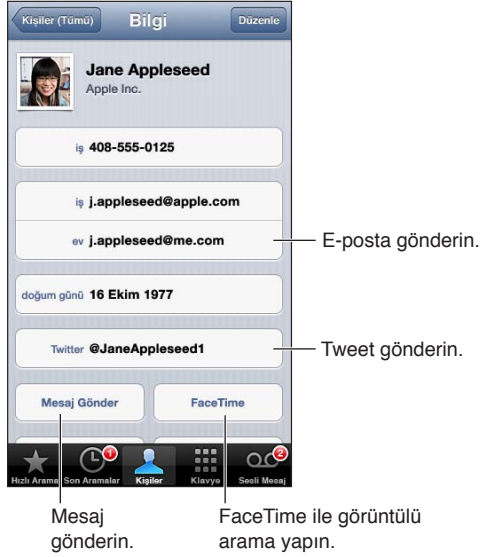 Kişiler (Tümü) Bilgi Düzenle
Jane Appleseed
Apple Inc.
iş 408-555-0125
iş j.appleseed@apple.com
ev j.appleseed@me.com
E-posta gönderin.
doğum günü 16 Ekim 1977
Twitter @JaneAppleseed1
Tweet gönderin.
Mesaj Gönder FaceTime
1 2
Hızlı Arama Son Aramalar Kişiler Klavye Sesli Mesaj
Mesaj
gönderin.
FaceTime ile görüntülü
arama yapın.